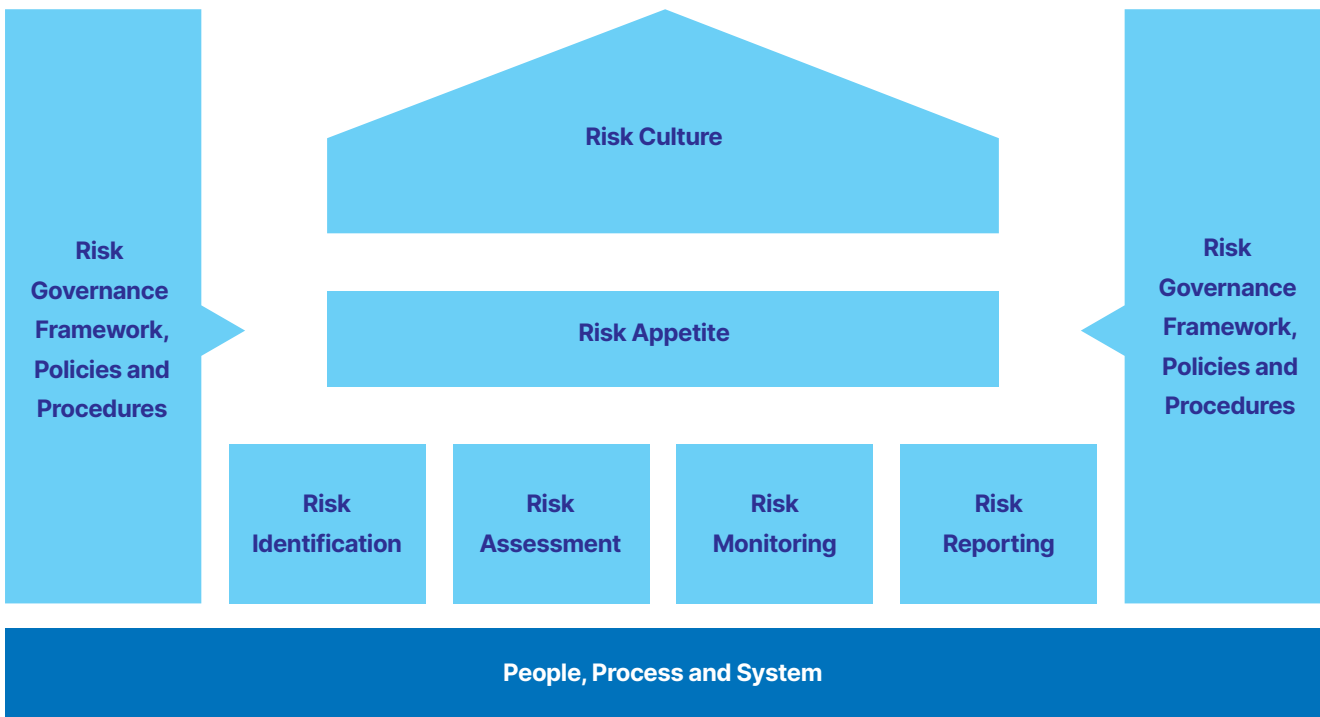 Risk Culture
Risk
Governance
Framework,
Policies and
Procedures
Risk Appetite
Risk
Governance
Framework,
Policies and
Procedures
Risk
Identification
Risk
Assessment
Risk
Monitoring
Risk
Reporting
People, Process and System